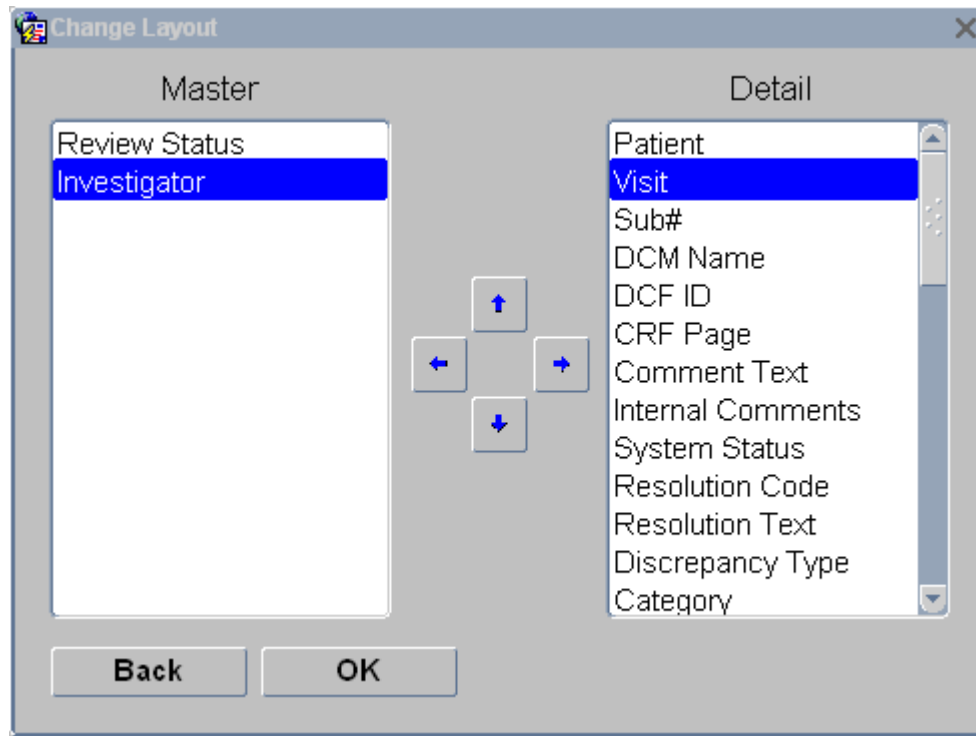 Change Layout
Master
Detail
Review Status
Investigator
Patient
Visit
Sub#
DCM Name
DCF ID
CRF Page
Comment Text
Internal Comments
System Status
Resolution Code
Resolution Text
Discrepancy Type
Category
Back
OK